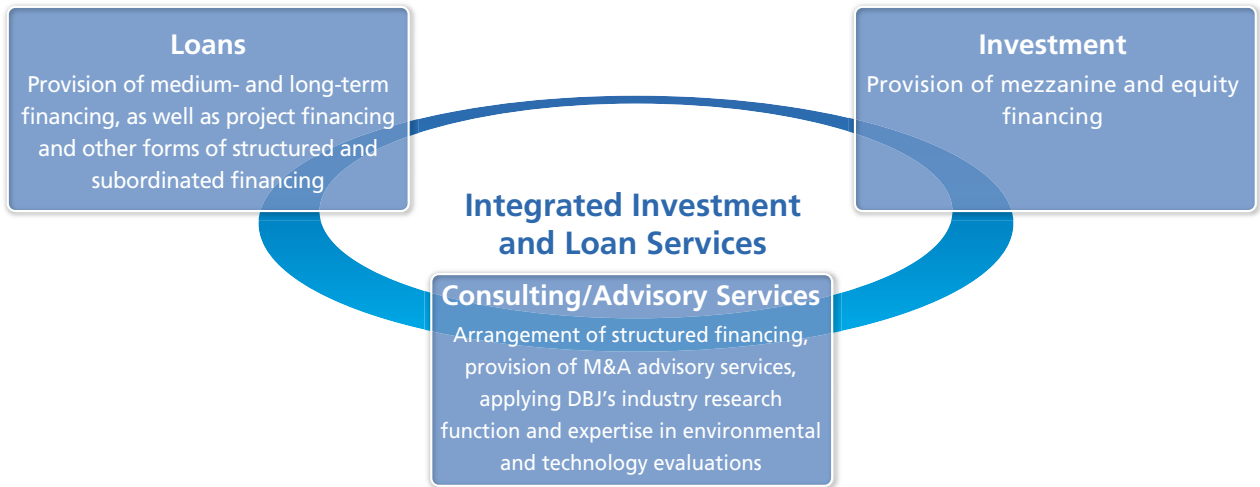 Loans
Provision of medium- and long-term
financing, as well as project financing
and other forms of structured and
subordinated financing
Investment
Provision of mezzanine and equity
financing
Integrated Investment
and Loan Services
Consulting/Advisory Services
Arrangement of structured financing,
provision of M&A advisory services,
applying DBJ's industry research
function and expertise in environmental
and technology evaluations